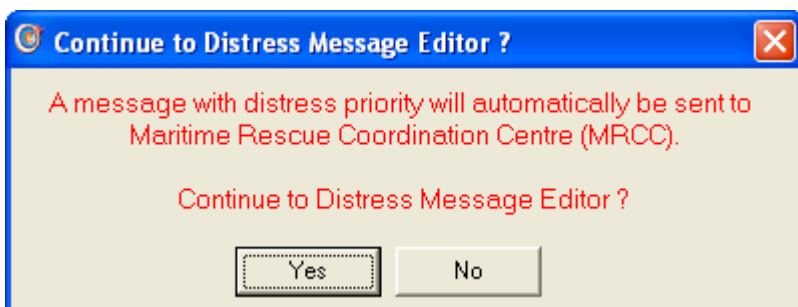 Continue to Distress Message Editor ?
A message with distress priority will automatically be sent to
Maritime Rescue Coordination Centre (MRCC).
Continue to Distress Message Editor ?
Yes
No